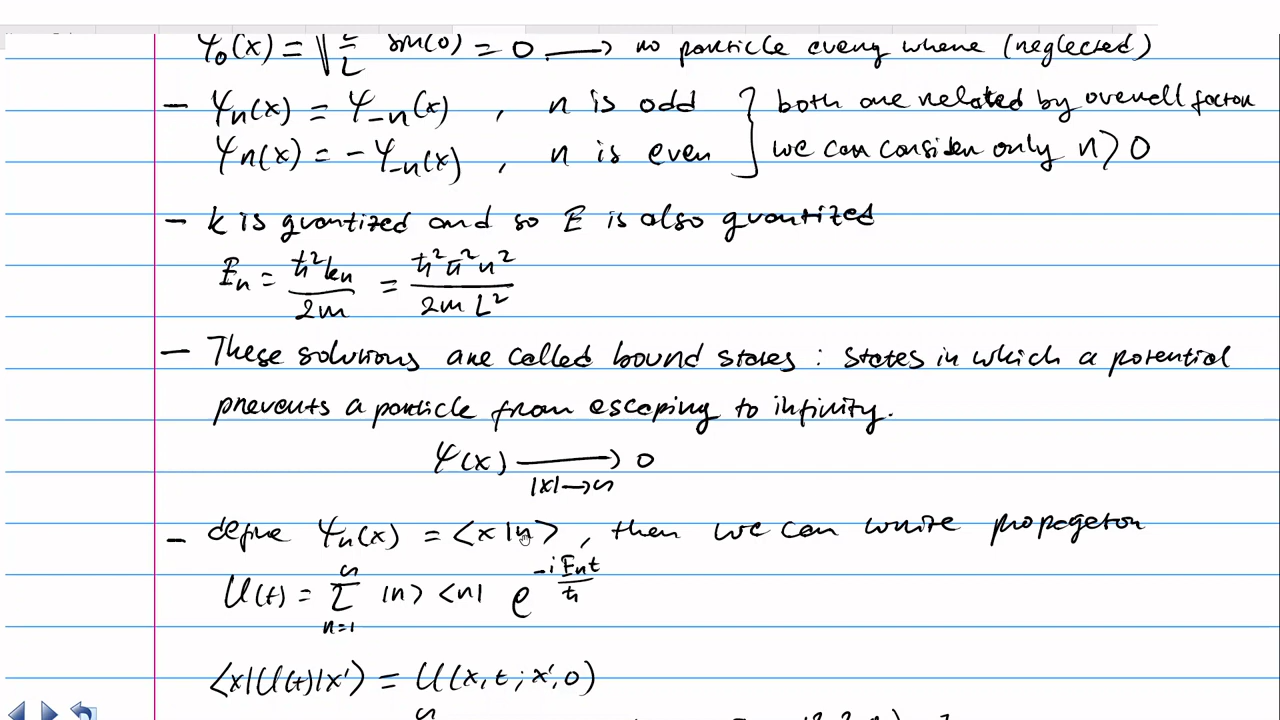 ψ₀(x) = √(2/L) sin(0) = 0 → no particle every where (neglected)
– ψn(x) = ψ−n(x) , n is odd } both are related by overall factor
ψn(x) = −ψ−n(x) , n is even } we can consider only n > 0
– k is quantized and so E is also quantized
En = ħ²kn / 2m = ħ²π²n² / 2m L²
– These solutions are called bound states : states in which a potential
prevents a particle from escaping to infinity.
ψ(x) → 0
|x| → ∞
– define ψn(x) = <x|n> , then we can write propagator
U(t) = Σ n=1 ∞ |n> <n| e^(−iEnt/ħ)
<x|U(t)|x'> = U(x,t ; x',0)